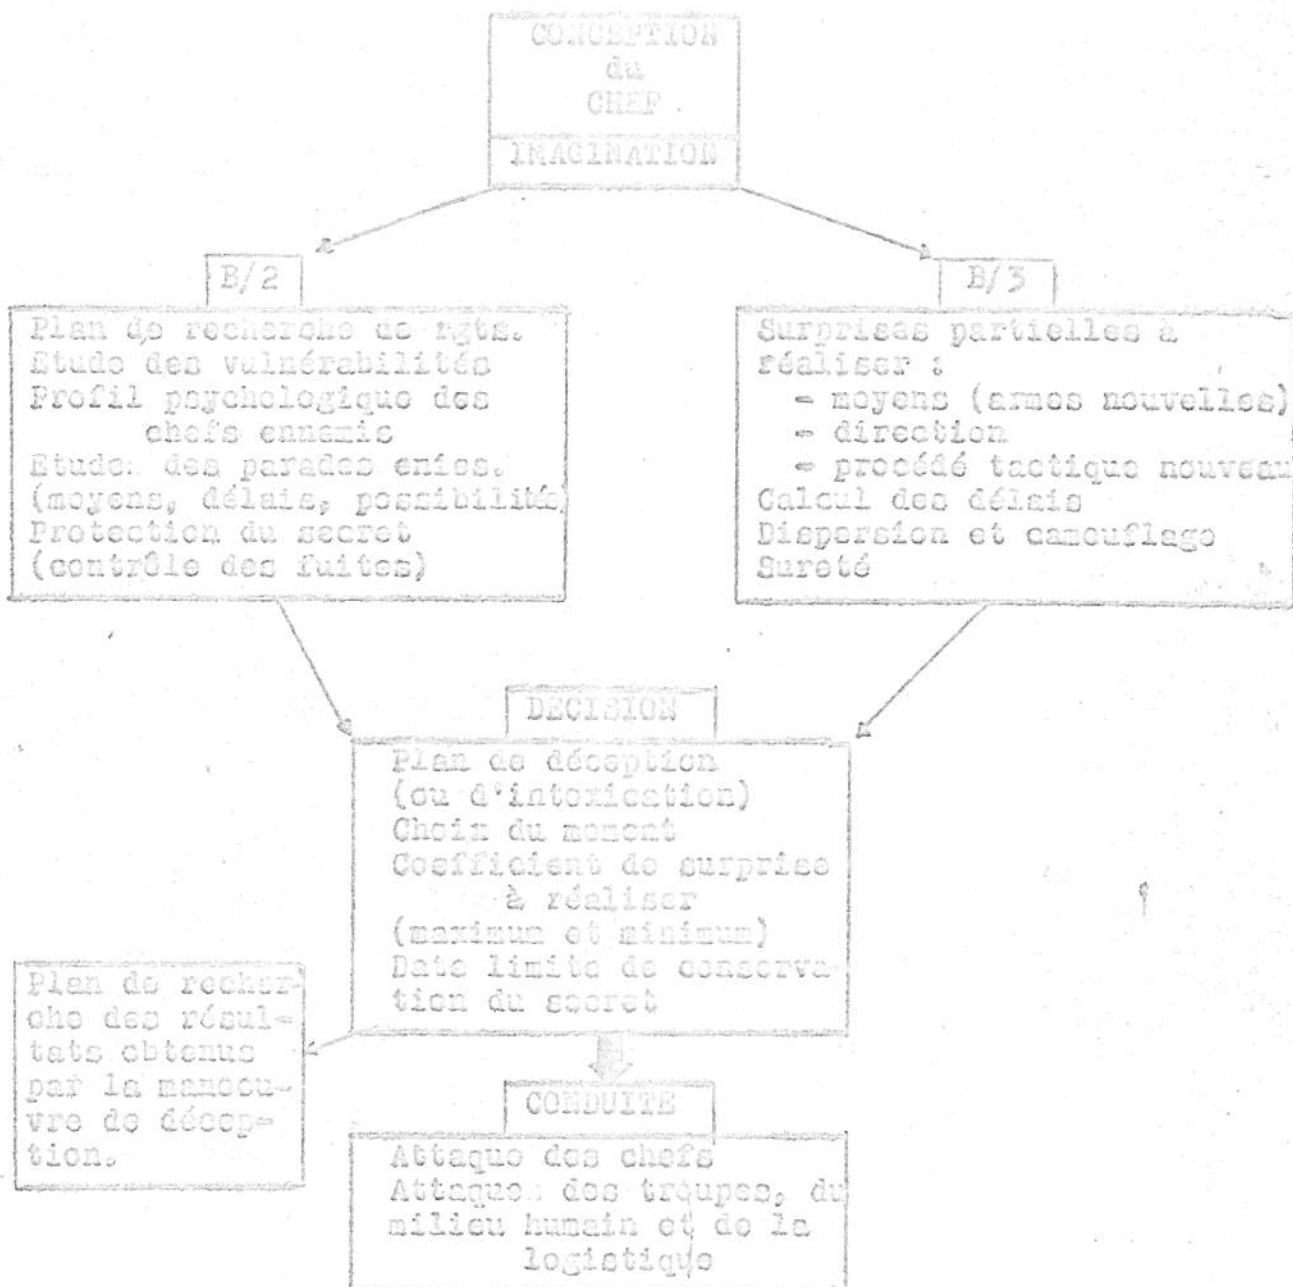 CONCEPTION
du
CHEF
IMAGINATION
B/2
Plan de recherche de rgts.
Etude des vulnérabilités
Profil psychologique des
chefs ennemis
Etude des parades enies.
(moyens, délais, possibilités)
Protection du secret
(contrôle des fuites)
B/3
Surprises partielles à
réaliser :
- moyens (armes nouvelles)
- direction
- procédé tactique nouveau
Calcul des délais
Dispersion et camouflage
Sureté
DECISION
Plan de déception
(ou d'intoxication)
Choix du moment
Coefficient de surprise
à réaliser
(maximum et minimum)
Date limite de conserva-
tion du secret
Plan de recher-
che des résul-
tats obtenus
par la manoeu-
vre de décep-
tion.
CONDUITE
Attaque des chefs
Attaque des troupes, du
milieu humain et de la
logistique